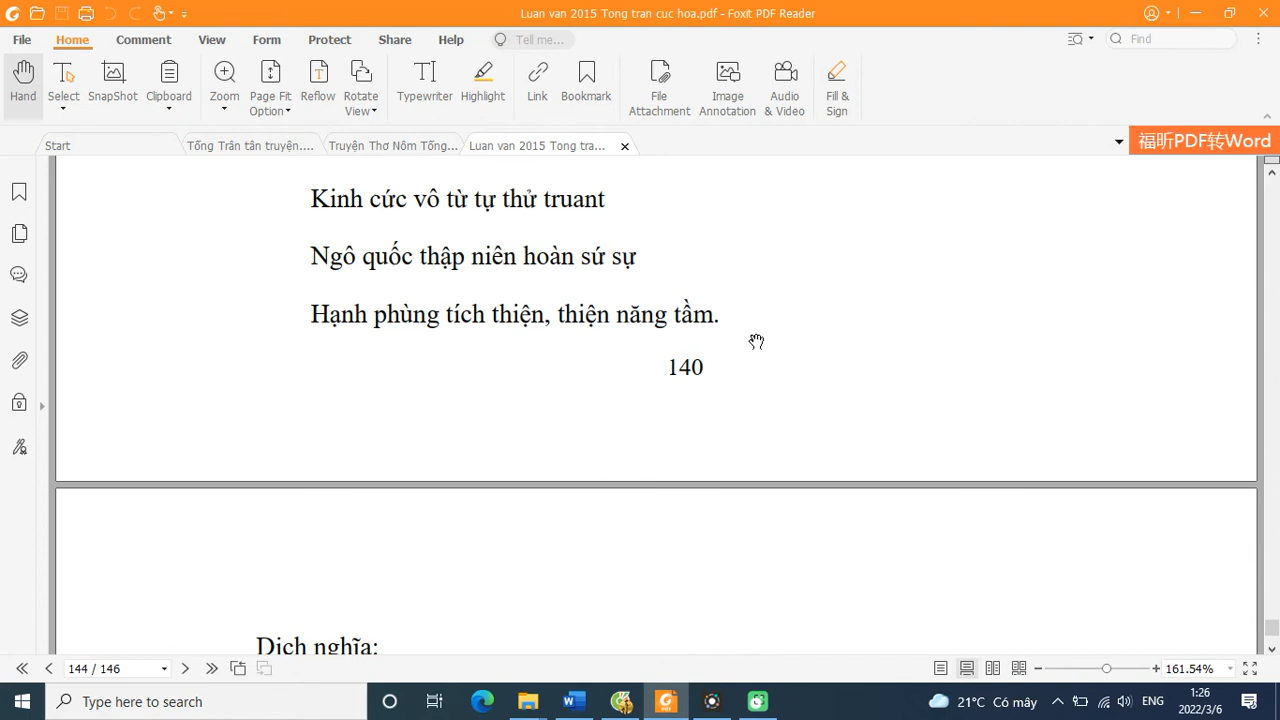 Luan van 2015 Tong tran cuc hoa.pdf - Foxit PDF Reader
File Home Comment View Form Protect Share Help Tell me... Find
Hand Select SnapShot Clipboard Zoom Page Fit Option Reflow Rotate View Typewriter Highlight Link Bookmark File Attachment Image Annotation Audio & Video Fill & Sign
Start Tống Trân tân truyện.... Truyện Thơ Nôm Tống... Luan van 2015 Tong tra... 福昕PDF转Word
Kinh cức vô từ tự thử truant
Ngô quốc thập niên hoàn sứ sự
Hạnh phùng tích thiện, thiện năng tầm.
140
Dịch nghĩa:
144 / 146 161.54%
Type here to search 21°C Có mây ENG 1:26
2022/3/6